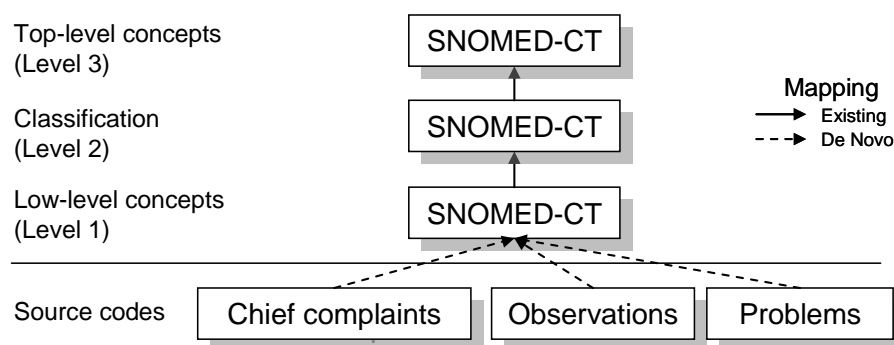 Top-level concepts
(Level 3)
SNOMED-CT
Mapping
Existing
De Novo
Classification
(Level 2)
SNOMED-CT
Low-level concepts
(Level 1)
SNOMED-CT
Source codes
Chief complaints
Observations
Problems